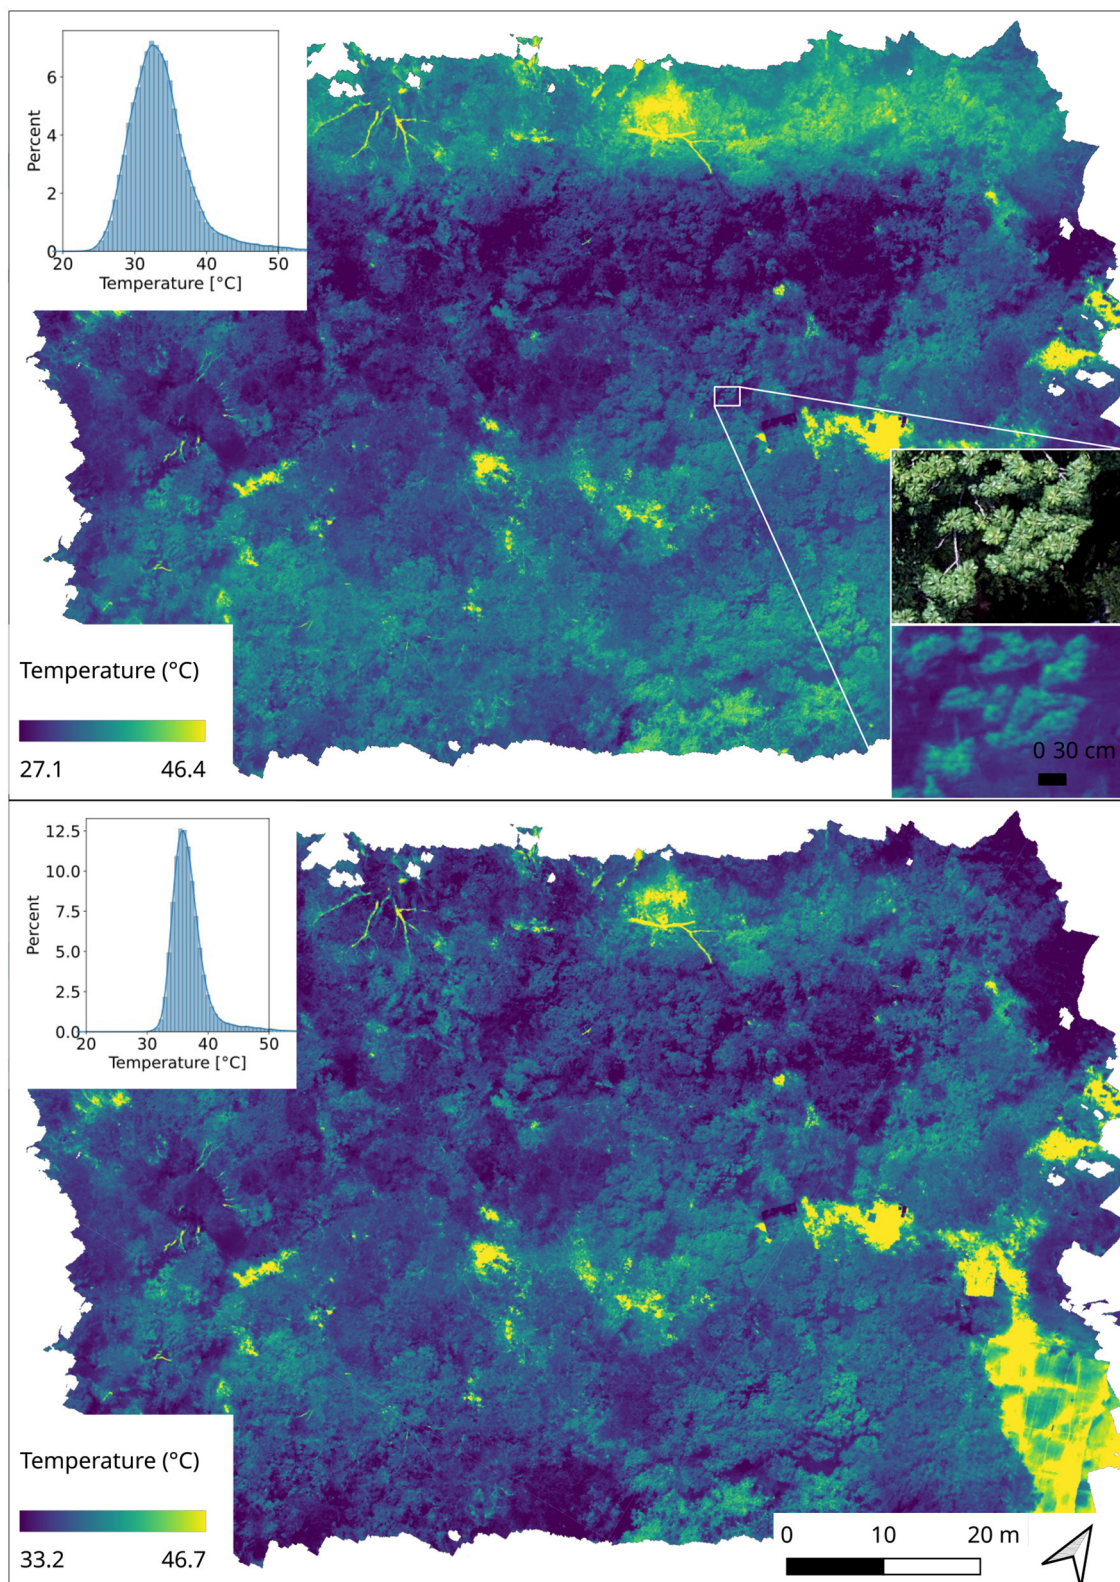 6
4
2
0
Percent
20 30 40 50
Temperature [°C]
Temperature (°C)
27.1 46.4
0 30 cm
12.5
10.0
7.5
5.0
2.5
0.0
Percent
20 30 40 50
Temperature [°C]
Temperature (°C)
33.2 46.7
0 10 20 m